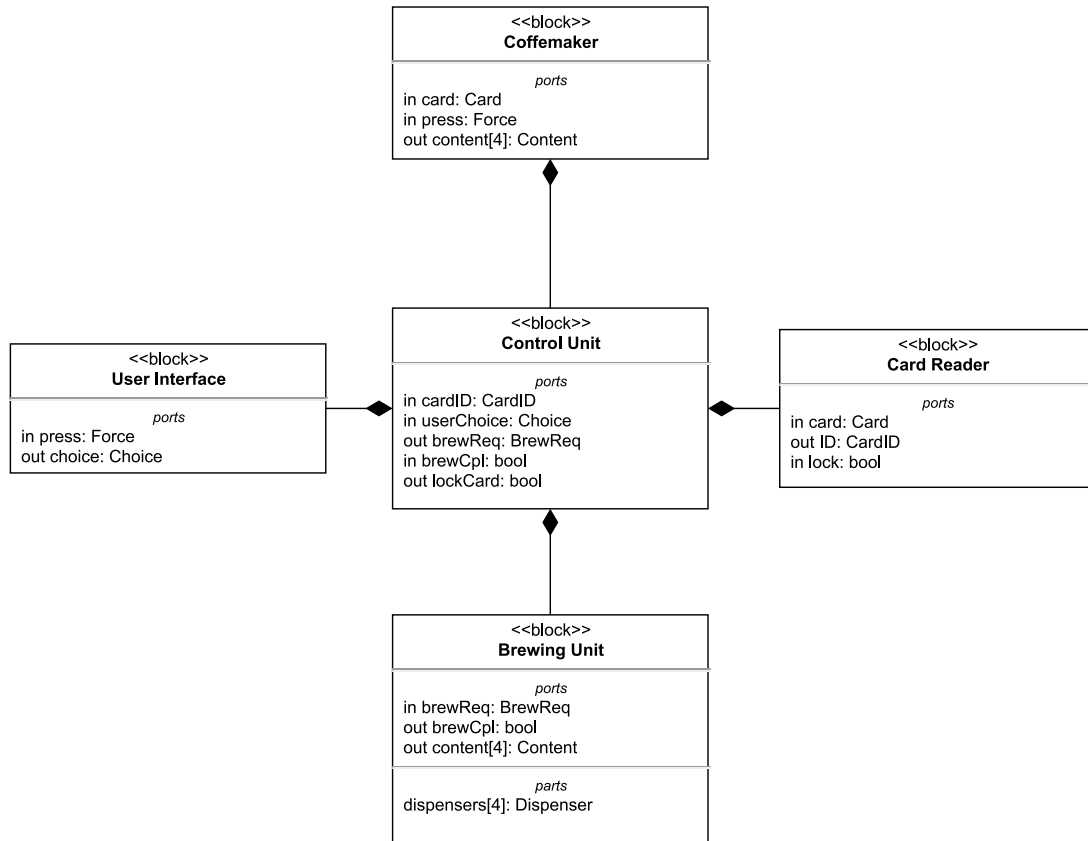 <<block>>
Coffemaker
ports
in card: Card
in press: Force
out content[4]: Content
<<block>>
User Interface
ports
in press: Force
out choice: Choice
<<block>>
Control Unit
ports
in cardID: CardID
in userChoice: Choice
out brewReq: BrewReq
in brewCpl: bool
out lockCard: bool
<<block>>
Card Reader
ports
in card: Card
out ID: CardID
in lock: bool
<<block>>
Brewing Unit
ports
in brewReq: BrewReq
out brewCpl: bool
out content[4]: Content
parts
dispensers[4]: Dispenser